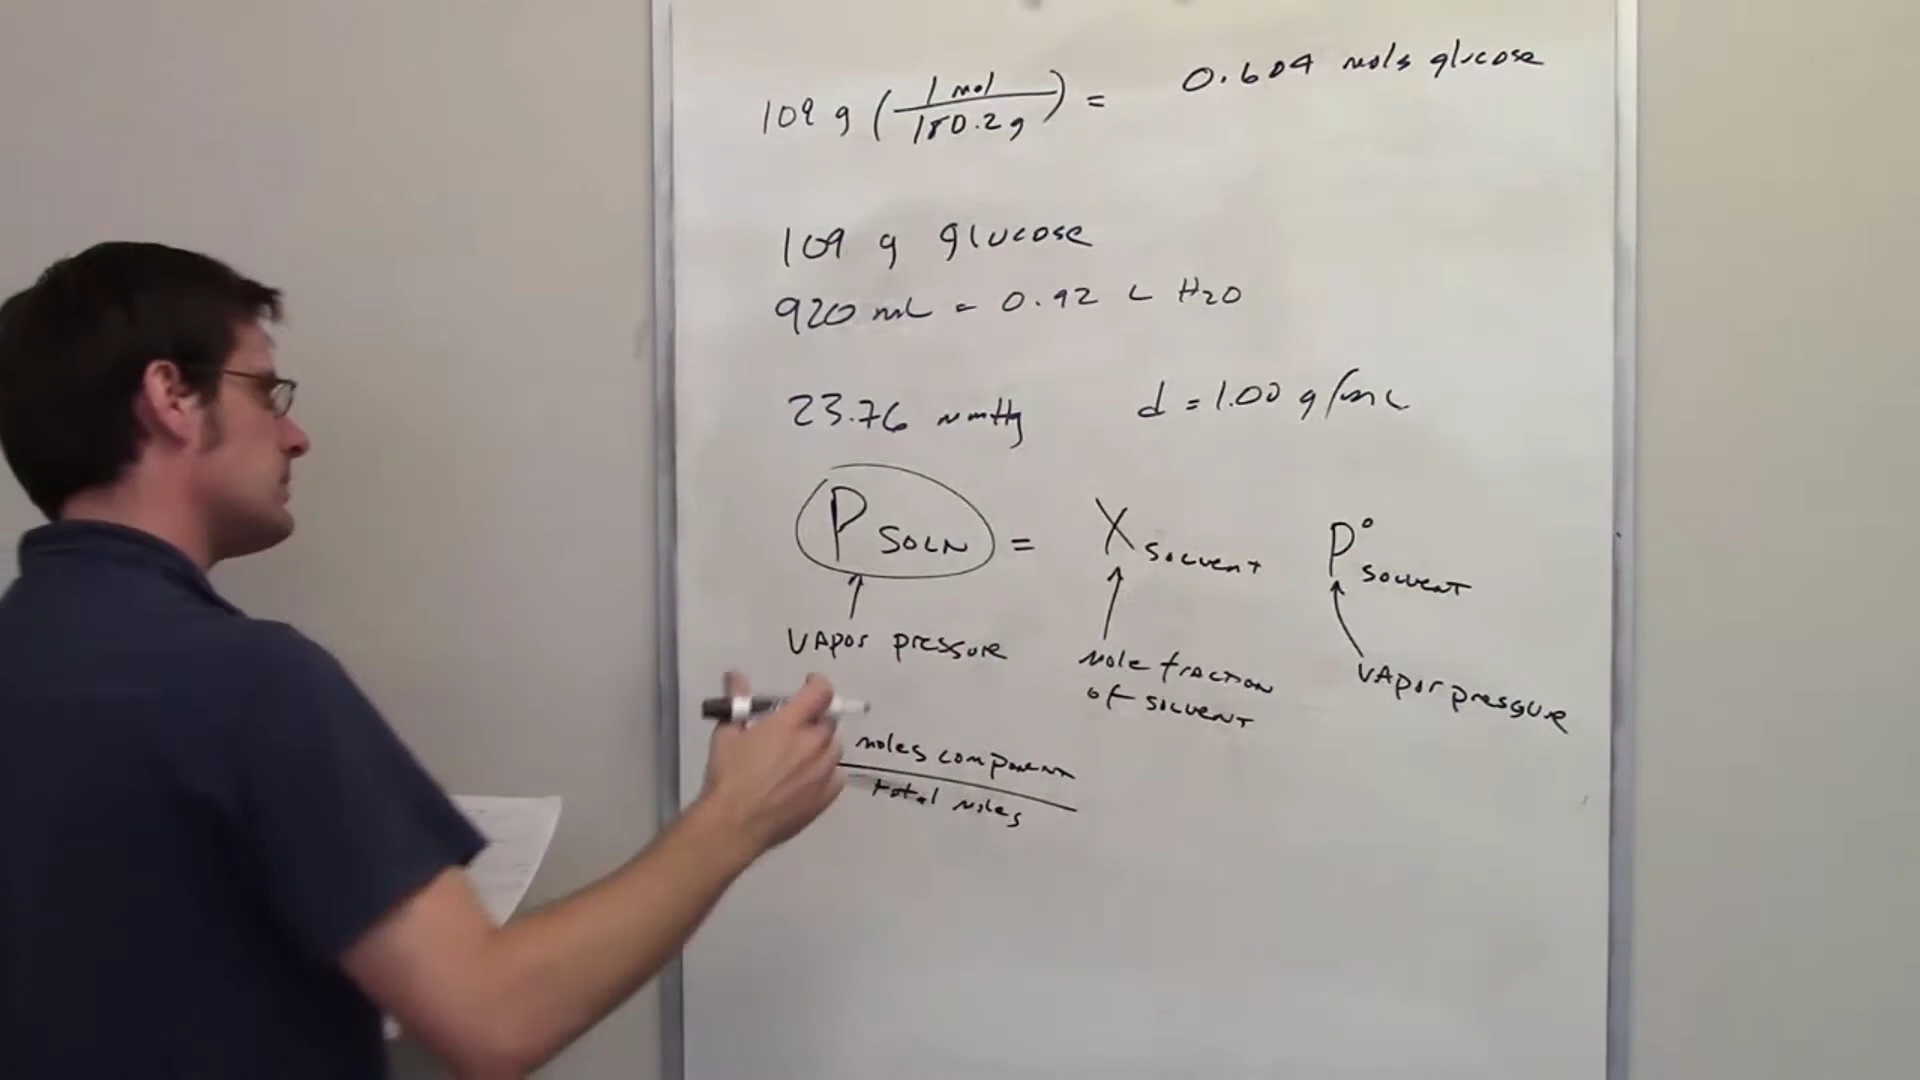 109 g ( 1 mol / 180.2 g ) = 0.604 mols glucose
109 g glucose
920 mL = 0.92 L H2O
23.76 mmHg d = 1.00 g/mL
P SOLN = X solvent P° solvent
VAPOR pressure
mole fraction of solvent
VAPOR pressure
moles component
total moles